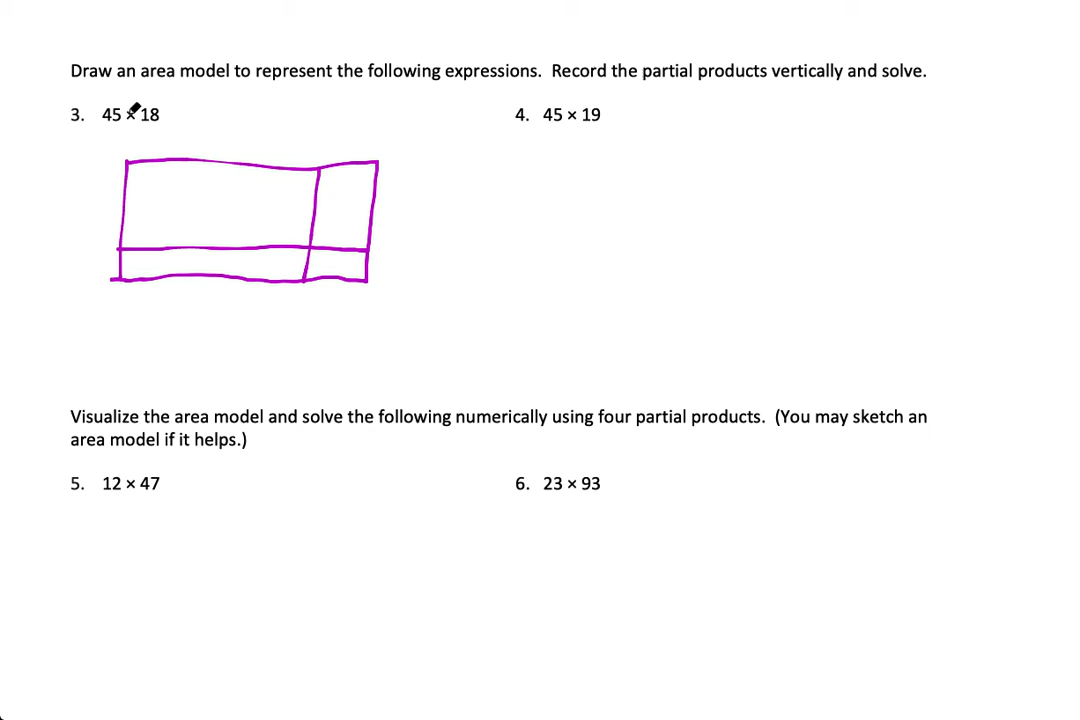 Draw an area model to represent the following expressions. Record the partial products vertically and solve.
3. 45 × 18
4. 45 × 19
Visualize the area model and solve the following numerically using four partial products. (You may sketch an
area model if it helps.)
5. 12 × 47
6. 23 × 93